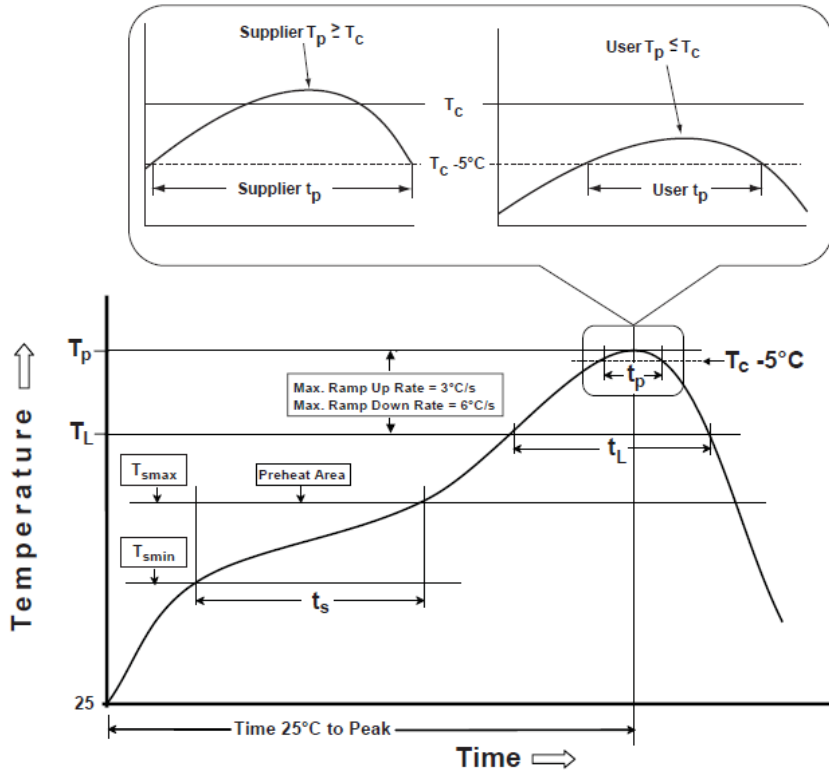 Supplier Tp ≥ Tc
User Tp ≤ Tc
Tc
Tc -5°C
Supplier tp
User tp
Tp
Tc -5°C
tp
Max. Ramp Up Rate = 3°C/s
Max. Ramp Down Rate = 6°C/s
TL
tL
Tsmax
Preheat Area
Tsmin
ts
Temperature
25
Time 25°C to Peak
Time